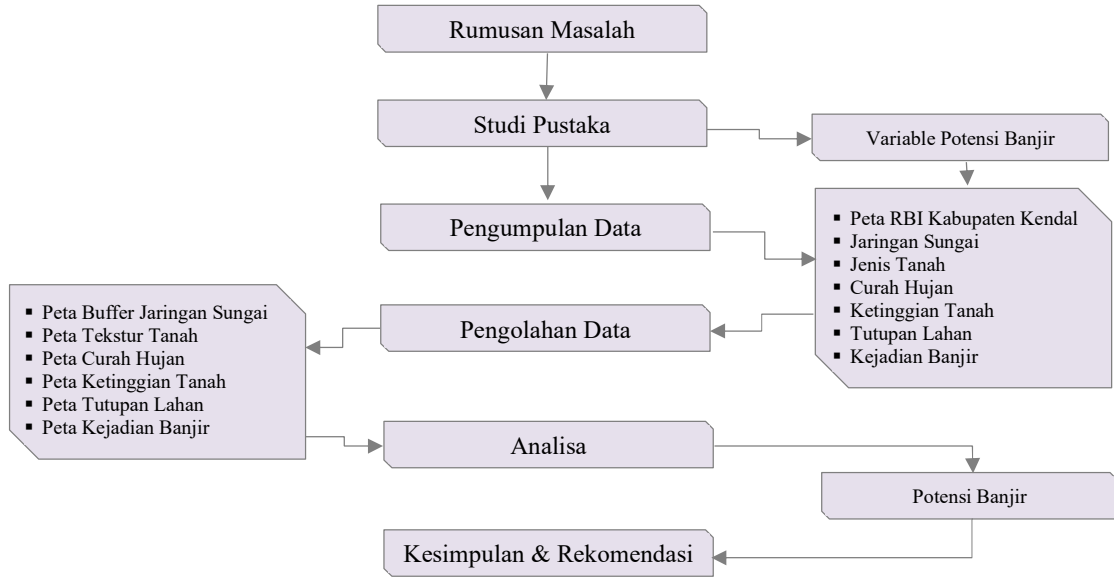 Rumusan Masalah
Studi Pustaka
Variable Potensi Banjir
Pengumpulan Data
▪ Peta RBI Kabupaten Kendal
▪ Jaringan Sungai
▪ Jenis Tanah
▪ Curah Hujan
▪ Ketinggian Tanah
▪ Tutupan Lahan
▪ Kejadian Banjir
Pengolahan Data
▪ Peta Buffer Jaringan Sungai
▪ Peta Tekstur Tanah
▪ Peta Curah Hujan
▪ Peta Ketinggian Tanah
▪ Peta Tutupan Lahan
▪ Peta Kejadian Banjir
Analisa
Potensi Banjir
Kesimpulan & Rekomendasi